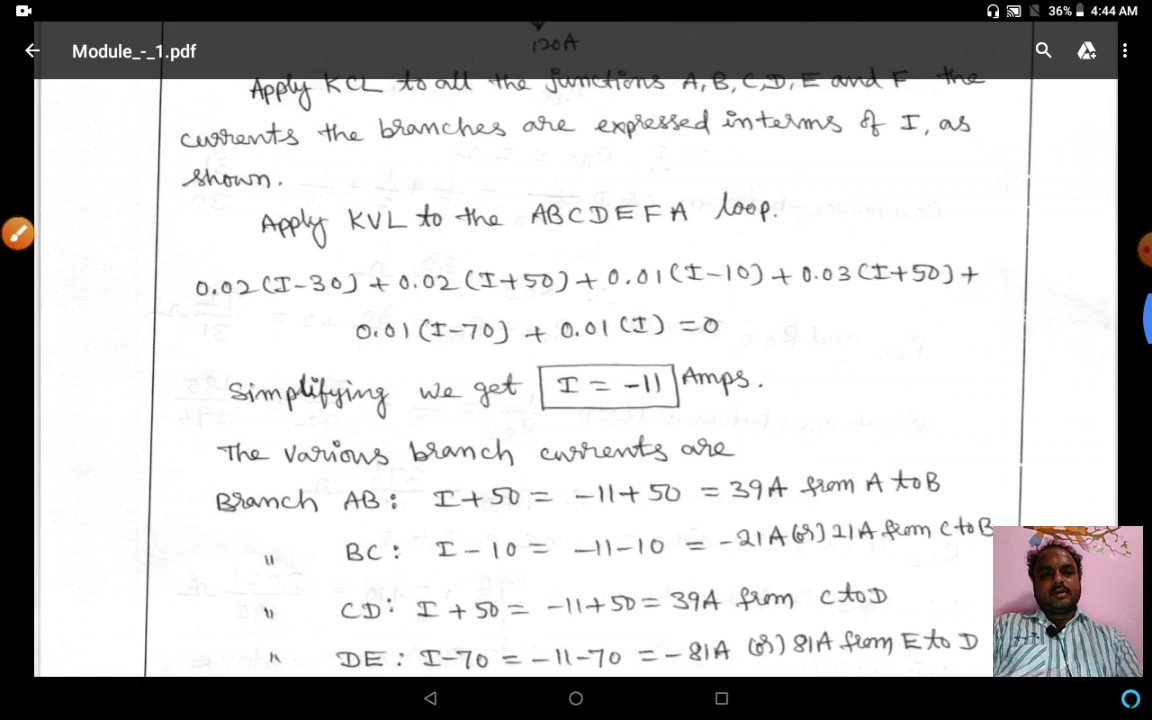 36% 4:44 AM
Module_-_1.pdf
120A
Apply KCL to all the junctions A, B, C, D, E and F the
currents the branches are expressed interms of I, as
shown.
Apply KVL to the ABCDEFA loop.
0.02(I-30) + 0.02(I+50) + 0.01(I-10) + 0.03(I+50) +
0.01(I-70) + 0.01(I) = 0
Simplifying we get I = -11 Amps.
The various branch currents are
Branch AB: I+50 = -11+50 = 39A from A to B
" BC: I-10 = -11-10 = -21A (or) 21A from C to B
" CD: I+50 = -11+50 = 39A from C to D
" DE: I-70 = -11-70 = -81A (or) 81A from E to D